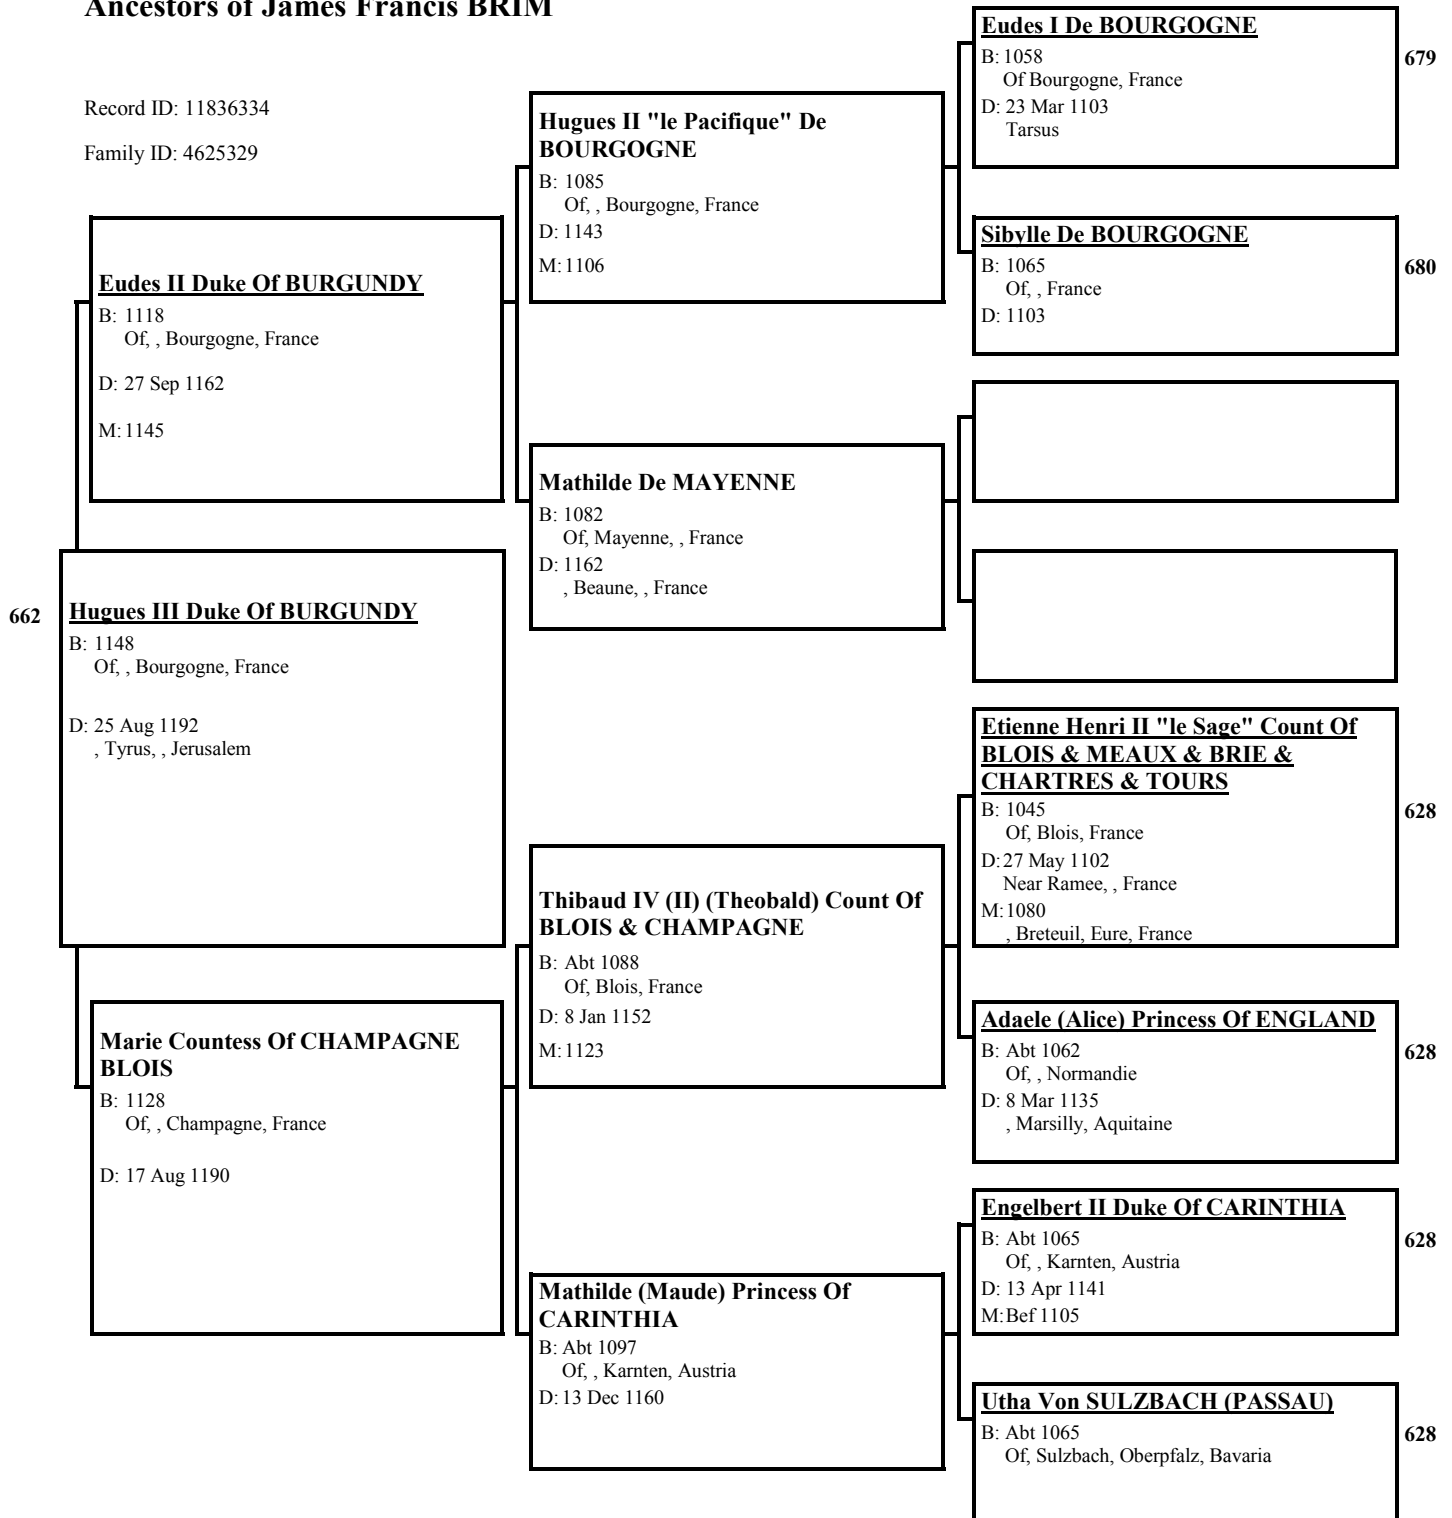 Ancestors of James Francis BRIM
Record ID: 11836334
Family ID: 4625329
Eudes II Duke Of BURGUNDY
B: 1118
Of, , Bourgogne, France
D: 27 Sep 1162
M: 1145
662
Hugues III Duke Of BURGUNDY
B: 1148
Of, , Bourgogne, France
D: 25 Aug 1192
, Tyrus, , Jerusalem
Marie Countess Of CHAMPAGNE
BLOIS
B: 1128
Of, , Champagne, France
D: 17 Aug 1190
Hugues II "le Pacifique" De
BOURGOGNE
B: 1085
Of, , Bourgogne, France
D: 1143
M: 1106
Mathilde De MAYENNE
B: 1082
Of, Mayenne, , France
D: 1162
, Beaune, , France
Thibaud IV (II) (Theobald) Count Of
BLOIS & CHAMPAGNE
B: Abt 1088
Of, Blois, France
D: 8 Jan 1152
M: 1123
Mathilde (Maude) Princess Of
CARINTHIA
B: Abt 1097
Of, , Karnten, Austria
D: 13 Dec 1160
Eudes I De BOURGOGNE
B: 1058
Of Bourgogne, France
D: 23 Mar 1103
Tarsus
679
Sibylle De BOURGOGNE
B: 1065
Of, , France
D: 1103
680
Etienne Henri II "le Sage" Count Of
BLOIS & MEAUX & BRIE &
CHARTRES & TOURS
B: 1045
Of, Blois, France
D: 27 May 1102
Near Ramee, , France
M: 1080
, Breteuil, Eure, France
628
Adaele (Alice) Princess Of ENGLAND
B: Abt 1062
Of, , Normandie
D: 8 Mar 1135
, Marsilly, Aquitaine
628
Engelbert II Duke Of CARINTHIA
B: Abt 1065
Of, , Karnten, Austria
D: 13 Apr 1141
M: Bef 1105
628
Utha Von SULZBACH (PASSAU)
B: Abt 1065
Of, Sulzbach, Oberpfalz, Bavaria
628